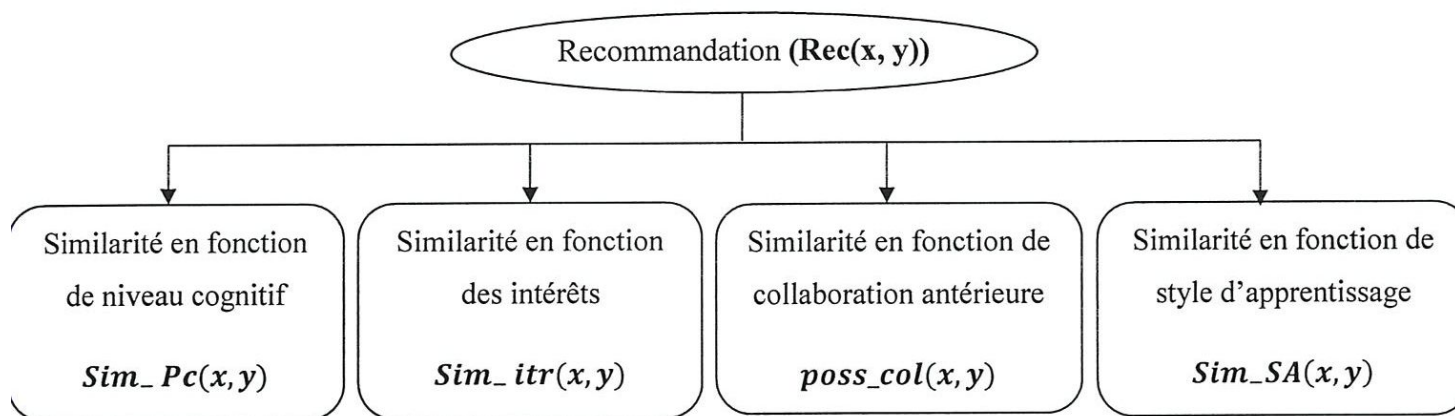 Recommandation (Rec(x, y))
Similarité en fonction
de niveau cognitif
Sim_ Pc(x, y)
Similarité en fonction
des intérêts
Sim_ itr(x, y)
Similarité en fonction de
collaboration antérieure
poss_col(x, y)
Similarité en fonction de
style d’apprentissage
Sim_SA(x, y)